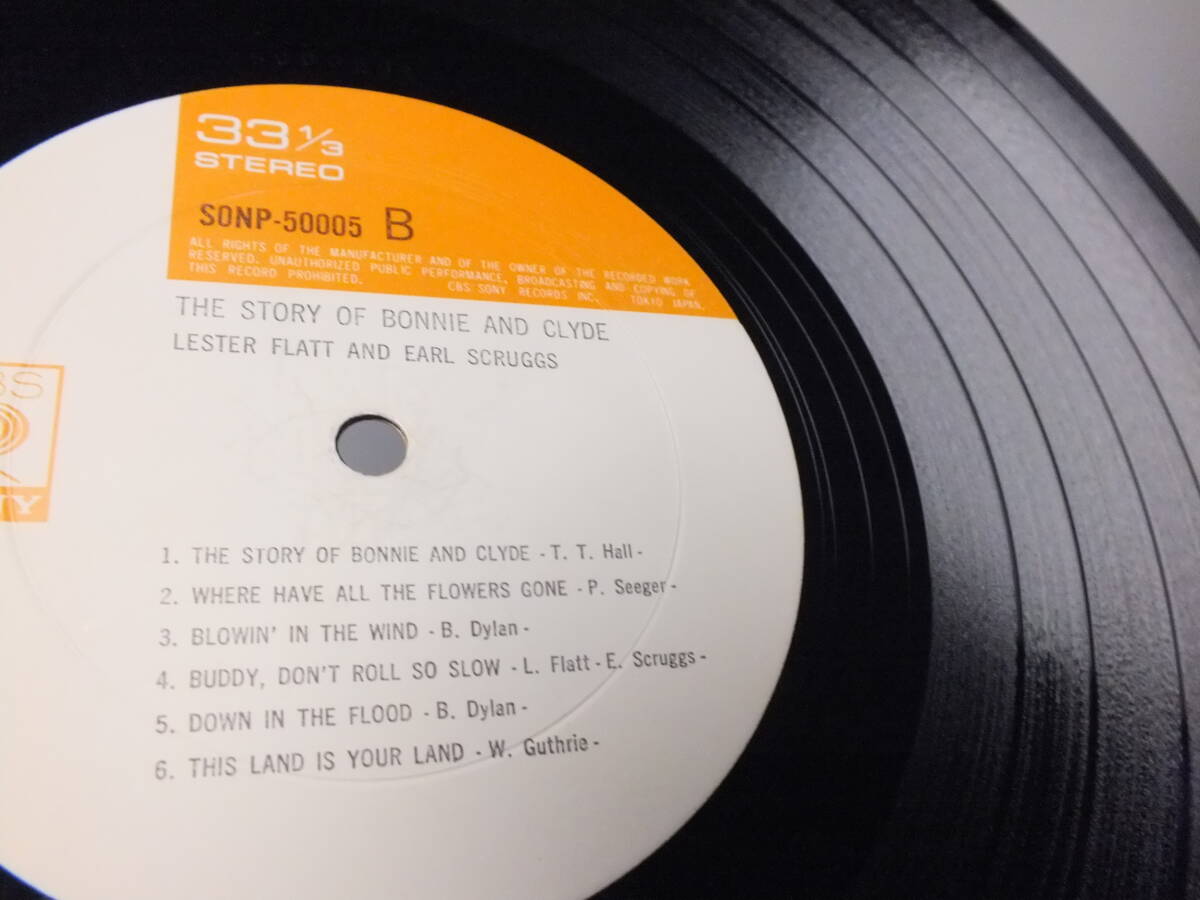 33 1/3
STEREO
SONP-50005 B
ALL RIGHTS OF THE MANUFACTURER AND OF THE OWNER OF THE RECORDED WORK
RESERVED. UNAUTHORIZED PUBLIC PERFORMANCE, BROADCASTING AND COPYING OF
THIS RECORD PROHIBITED. CBS/SONY RECORDS INC. TOKYO JAPAN.
THE STORY OF BONNIE AND CLYDE
LESTER FLATT AND EARL SCRUGGS
1. THE STORY OF BONNIE AND CLYDE - T. T. Hall -
2. WHERE HAVE ALL THE FLOWERS GONE - P. Seeger -
3. BLOWIN' IN THE WIND - B. Dylan -
4. BUDDY, DON'T ROLL SO SLOW - L. Flatt - E. Scruggs -
5. DOWN IN THE FLOOD - B. Dylan -
6. THIS LAND IS YOUR LAND - W. Guthrie -